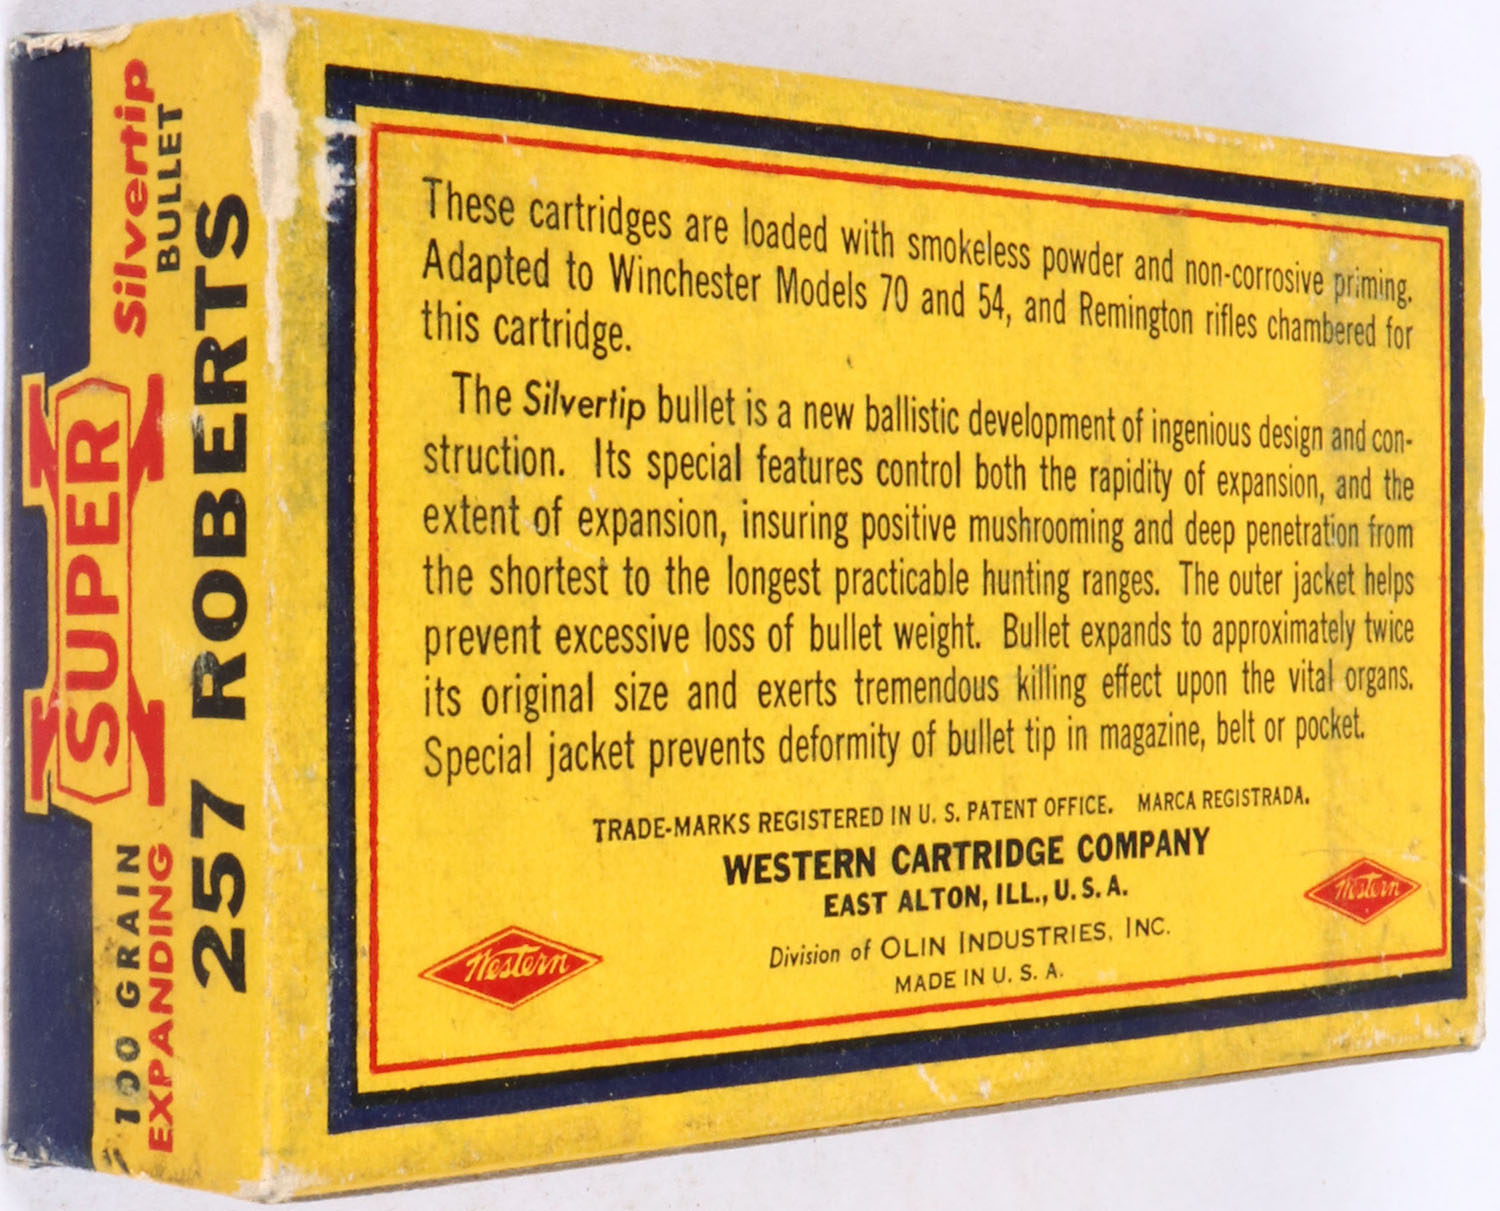 These cartridges are loaded with smokeless powder and non-corrosive priming.
Adapted to Winchester Models 70 and 54, and Remington rifles chambered for
this cartridge.
The Silvertip bullet is a new ballistic development of ingenious design and con-
struction. Its special features control both the rapidity of expansion, and the
extent of expansion, insuring positive mushrooming and deep penetration from
the shortest to the longest practicable hunting ranges. The outer jacket helps
prevent excessive loss of bullet weight. Bullet expands to approximately twice
its original size and exerts tremendous killing effect upon the vital organs.
Special jacket prevents deformity of bullet tip in magazine, belt or pocket.
TRADE-MARKS REGISTERED IN U. S. PATENT OFFICE. MARCA REGISTRADA.
WESTERN CARTRIDGE COMPANY
EAST ALTON, ILL., U. S. A.
Division of OLIN INDUSTRIES, INC.
MADE IN U. S. A.
Western
Western
100 GRAIN
EXPANDING
SUPER X
Silvertip
BULLET
257 ROBERTS